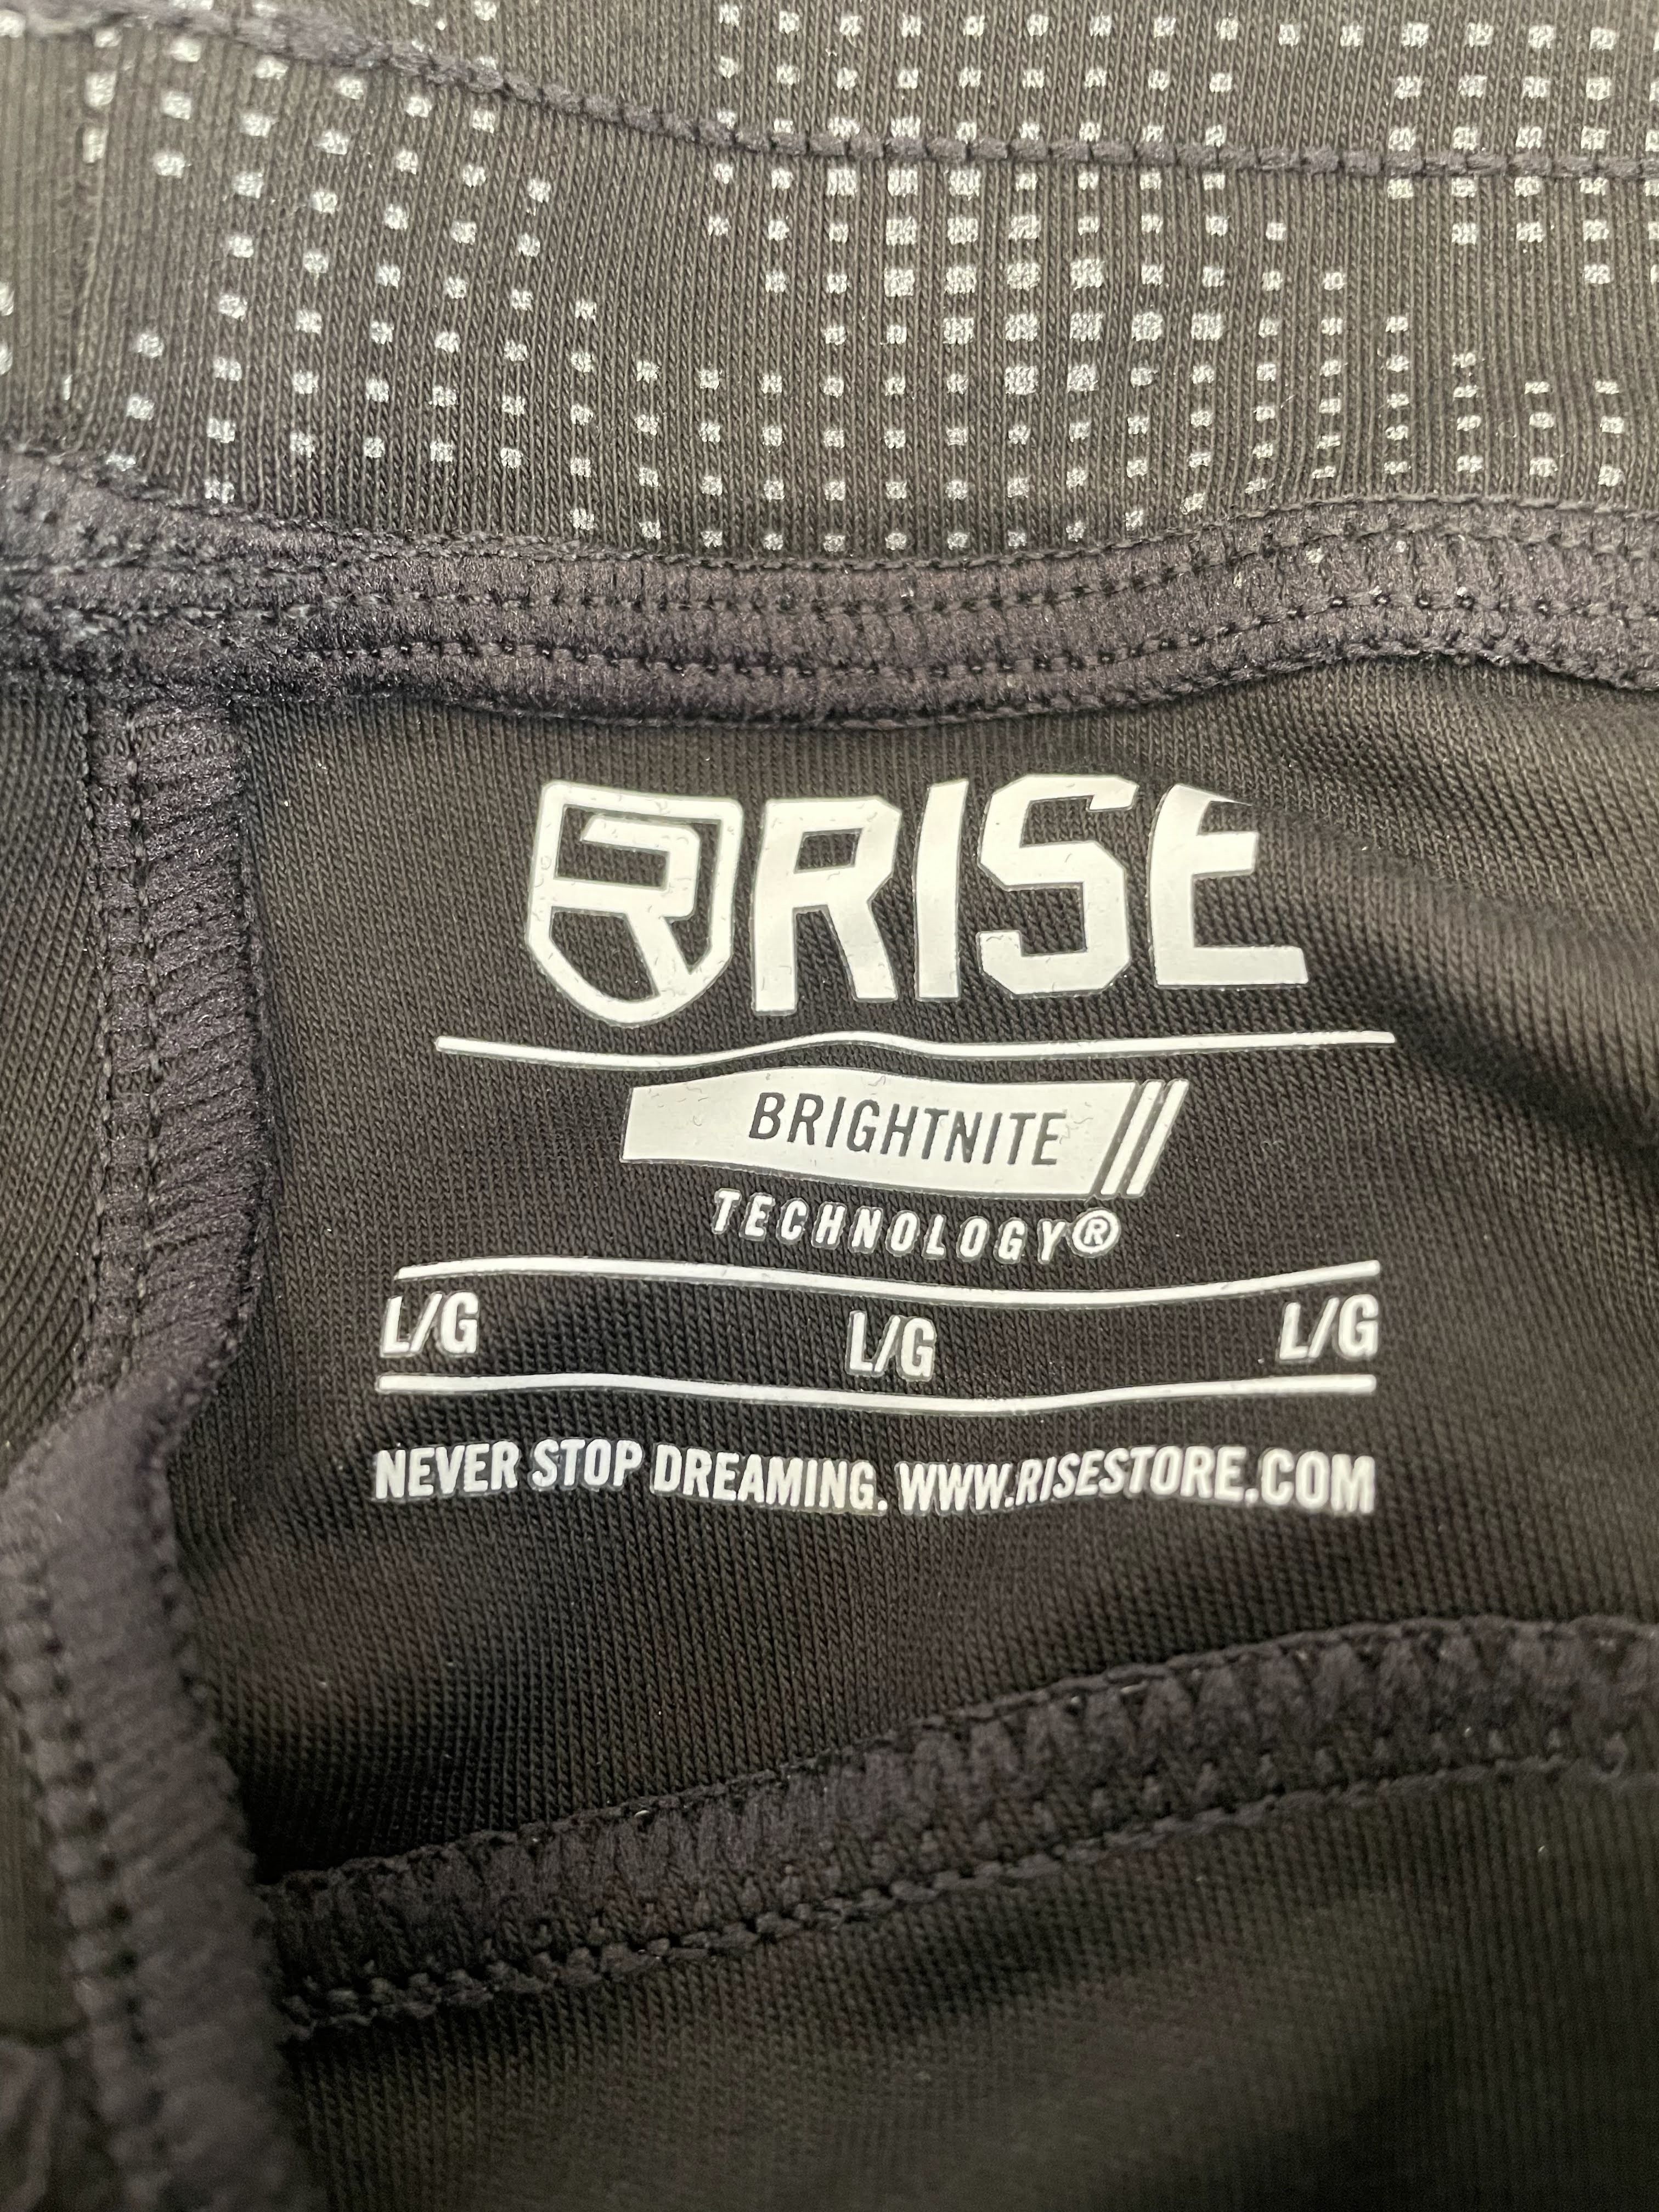 R RISE
BRIGHTNITE
TECHNOLOGY®
L/G L/G L/G
NEVER STOP DREAMING. WWW.RISESTORE.COM